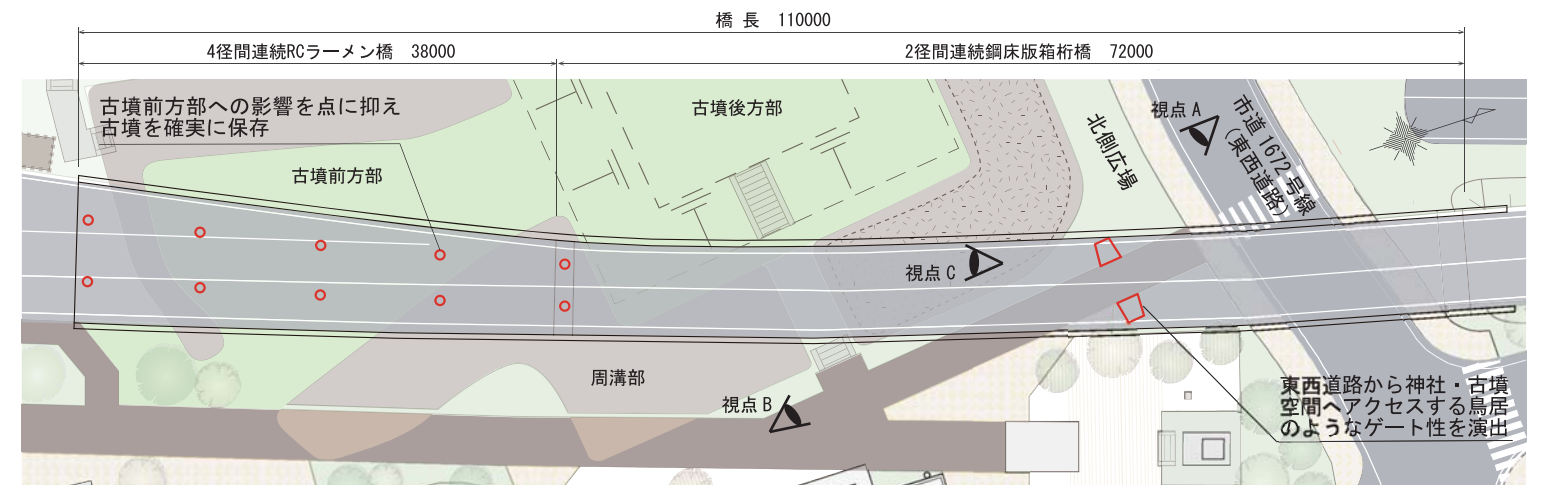 橋 長　110000
4径間連続RCラーメン橋　38000
2径間連続鋼床版箱桁橋　72000
古墳前方部への影響を点に抑え
古墳を確実に保存
古墳前方部
古墳後方部
北側広場
視点 A
市道 1672 号線
（東西道路）
視点 C
周溝部
視点 B
東西道路から神社・古墳
空間へアクセスする鳥居
のようなゲート性を演出